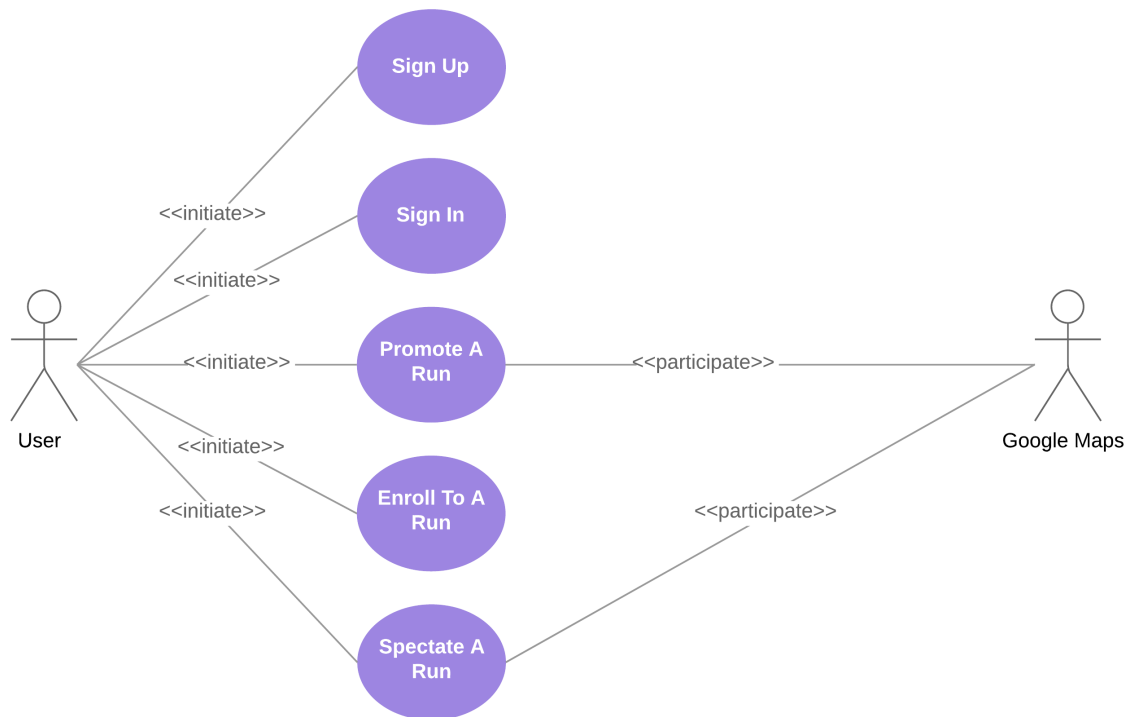 Sign Up
<<initiate>>
Sign In
<<initiate>>
Promote A
Run
<<initiate>>
<<participate>>
User
Google Maps
<<initiate>>
Enroll To A
Run
<<initiate>>
<<participate>>
Spectate A
Run